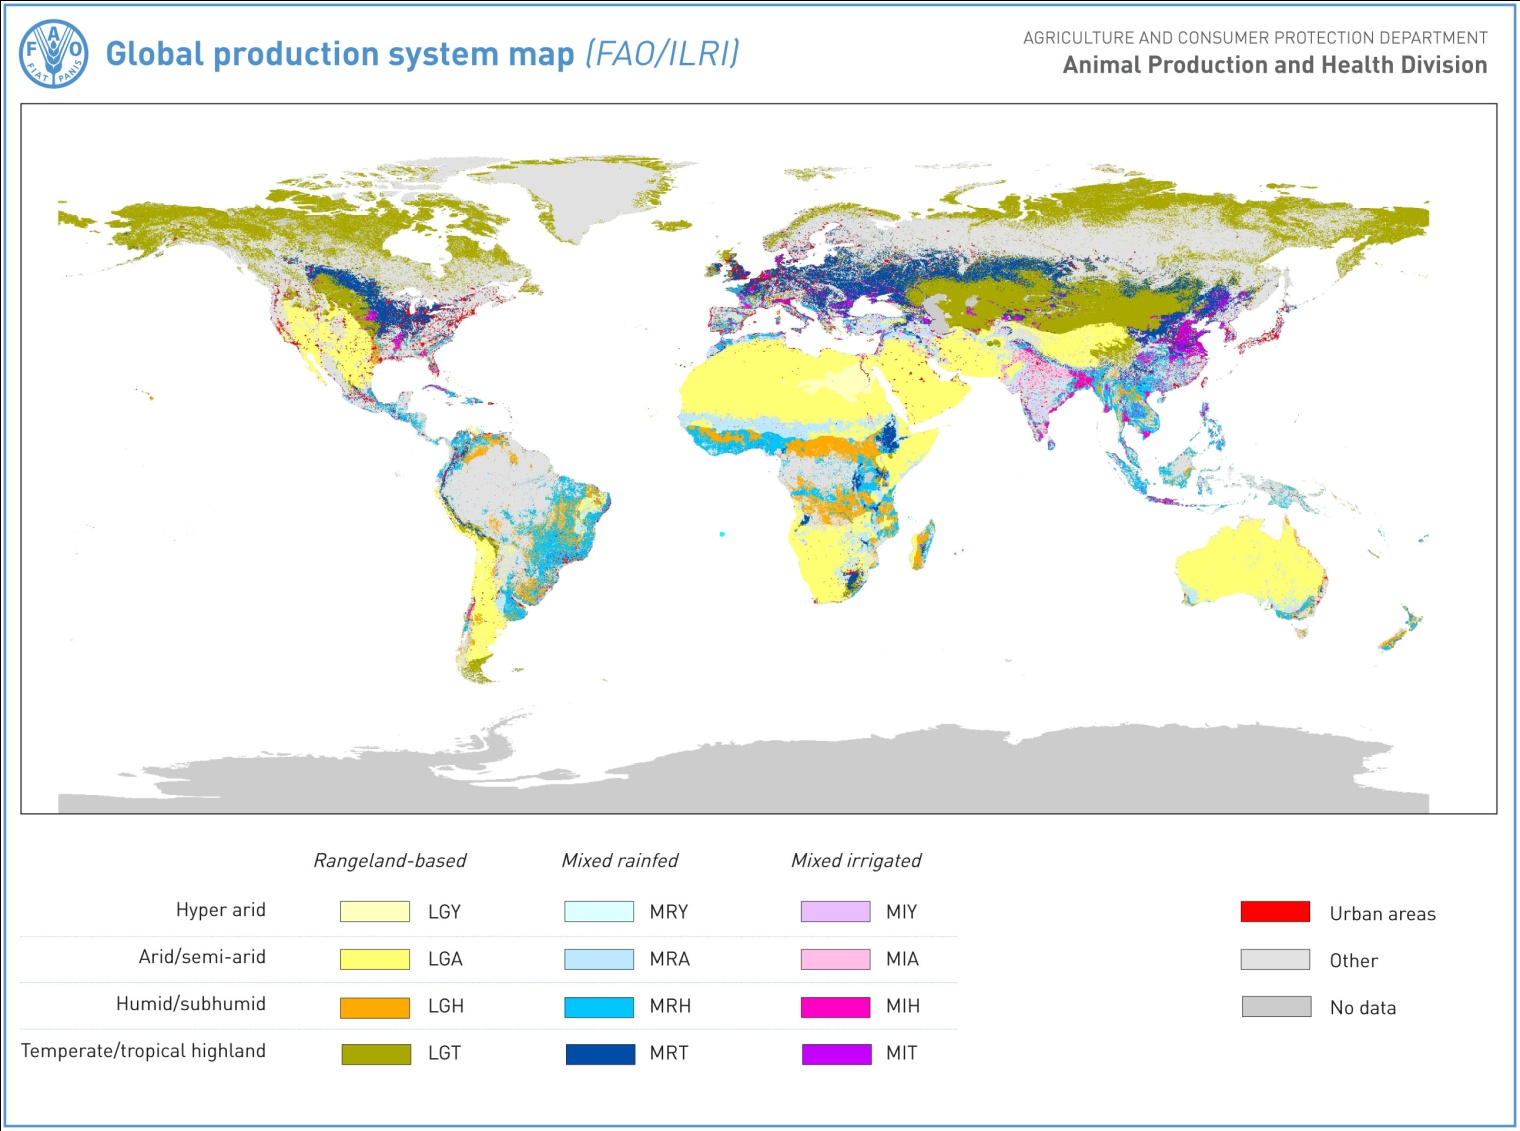 F A O
FIAT PANIS
Global production system map (FAO/ILRI)
AGRICULTURE AND CONSUMER PROTECTION DEPARTMENT
Animal Production and Health Division
Rangeland-based Mixed rainfed Mixed irrigated
Hyper arid LGY MRY MIY
Arid/semi-arid LGA MRA MIA
Humid/subhumid LGH MRH MIH
Temperate/tropical highland LGT MRT MIT
Urban areas
Other
No data